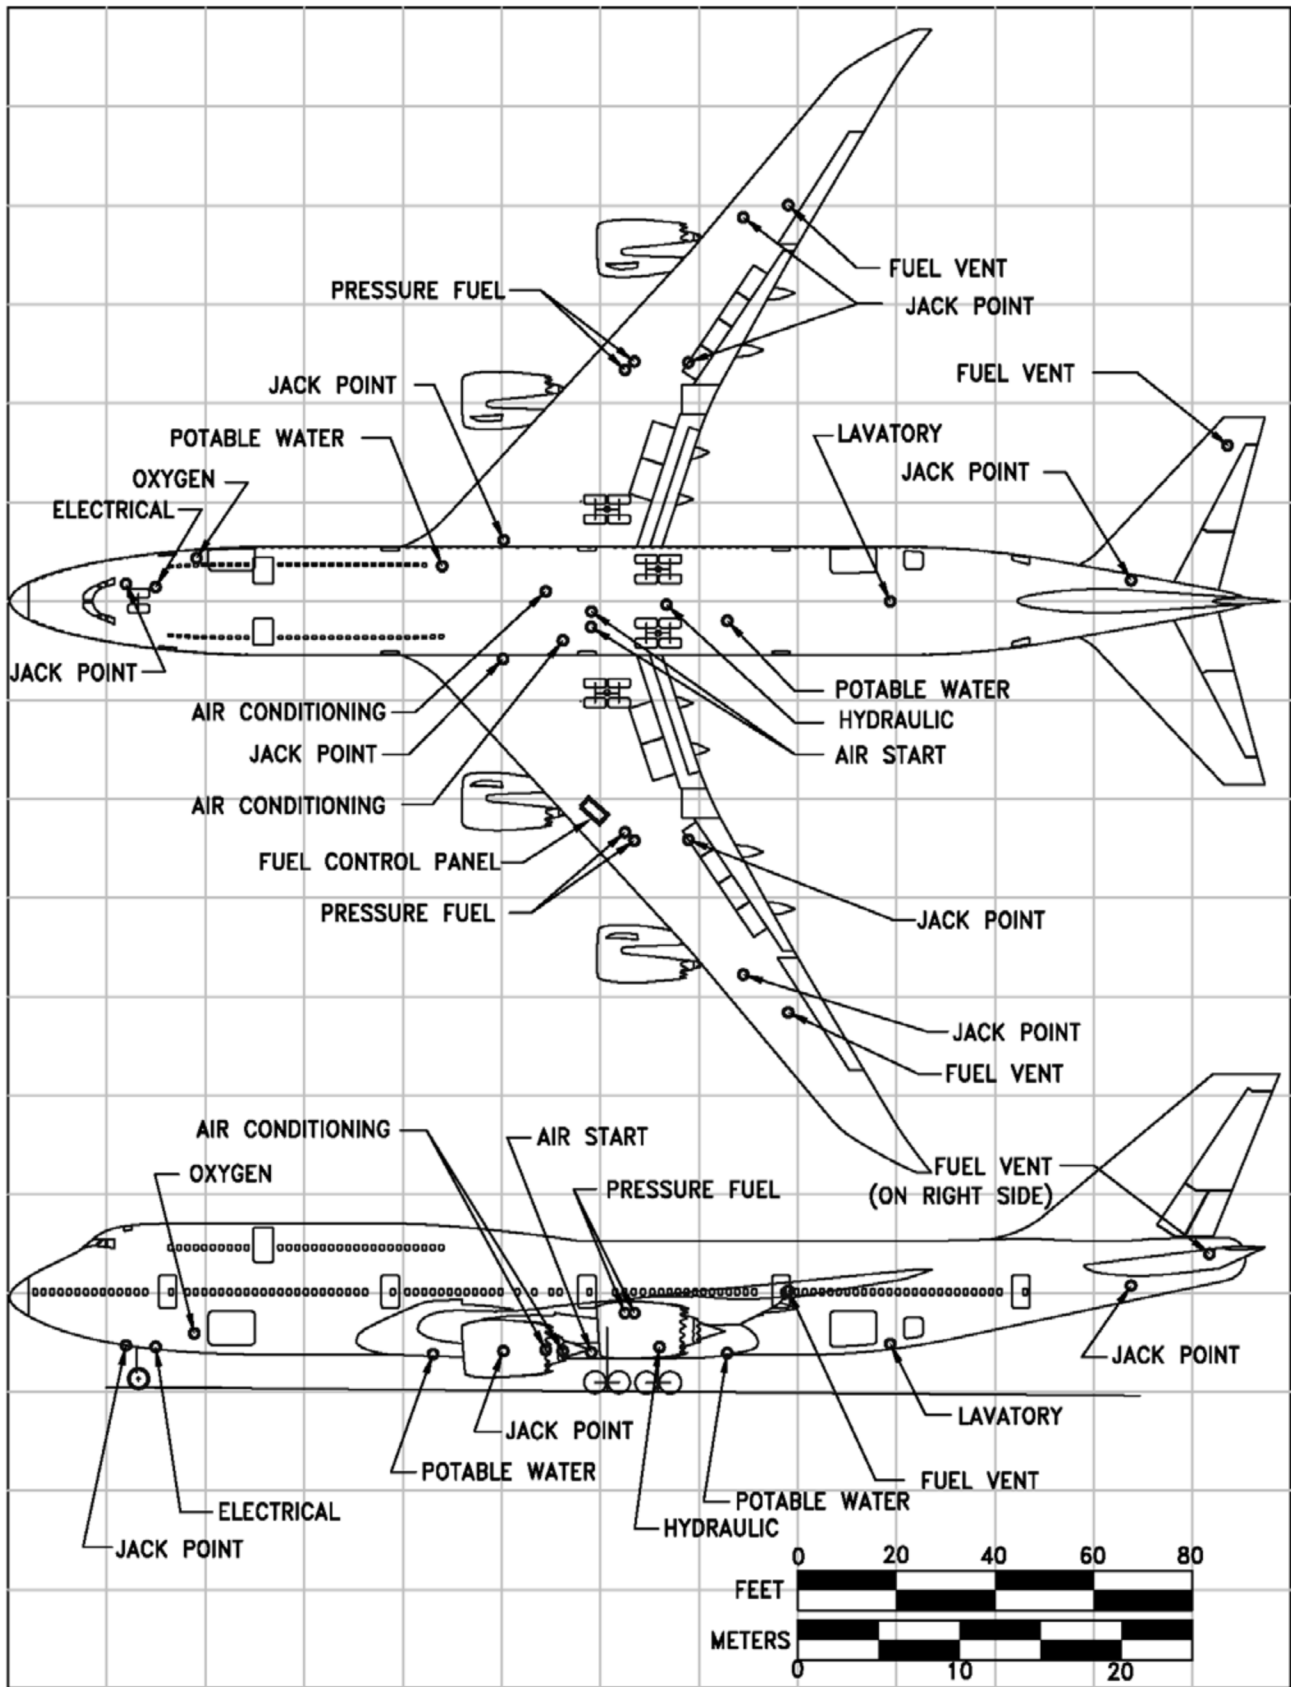 FUEL VENT
PRESSURE FUEL
JACK POINT
FUEL VENT
JACK POINT
POTABLE WATER
LAVATORY
OXYGEN
JACK POINT
ELECTRICAL
JACK POINT
POTABLE WATER
AIR CONDITIONING
HYDRAULIC
JACK POINT
AIR START
AIR CONDITIONING
FUEL CONTROL PANEL
PRESSURE FUEL
JACK POINT
JACK POINT
FUEL VENT
AIR CONDITIONING
AIR START
OXYGEN
FUEL VENT
(ON RIGHT SIDE)
PRESSURE FUEL
JACK POINT
LAVATORY
JACK POINT
POTABLE WATER
FUEL VENT
POTABLE WATER
ELECTRICAL
HYDRAULIC
JACK POINT
0 20 40 60 80
FEET
METERS
0 10 20